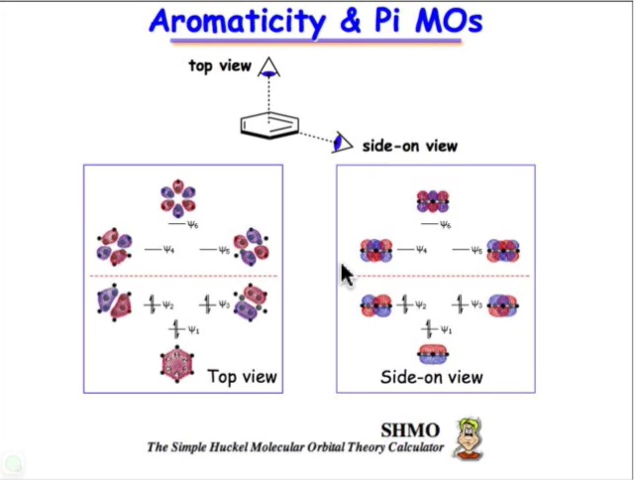 Aromaticity & Pi MOs
top view
side-on view
Ψ6
Ψ4
Ψ5
Ψ2
Ψ3
Ψ1
Top view
Ψ6
Ψ4
Ψ5
Ψ2
Ψ3
Ψ1
Side-on view
SHMO
The Simple Huckel Molecular Orbital Theory Calculator